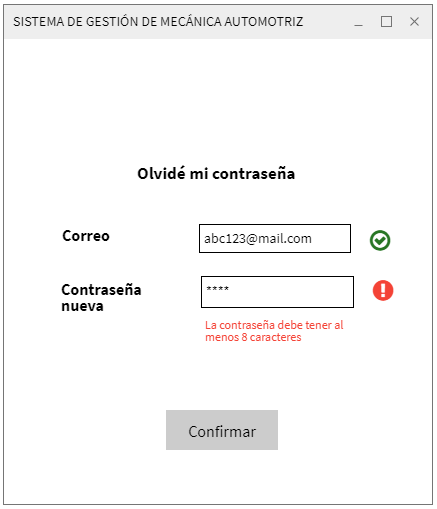 SISTEMA DE GESTIÓN DE MECÁNICA AUTOMOTRIZ
Olvidé mi contraseña
Correo
abc123@mail.com
Contraseña
nueva
****
La contraseña debe tener al
menos 8 caracteres
Confirmar